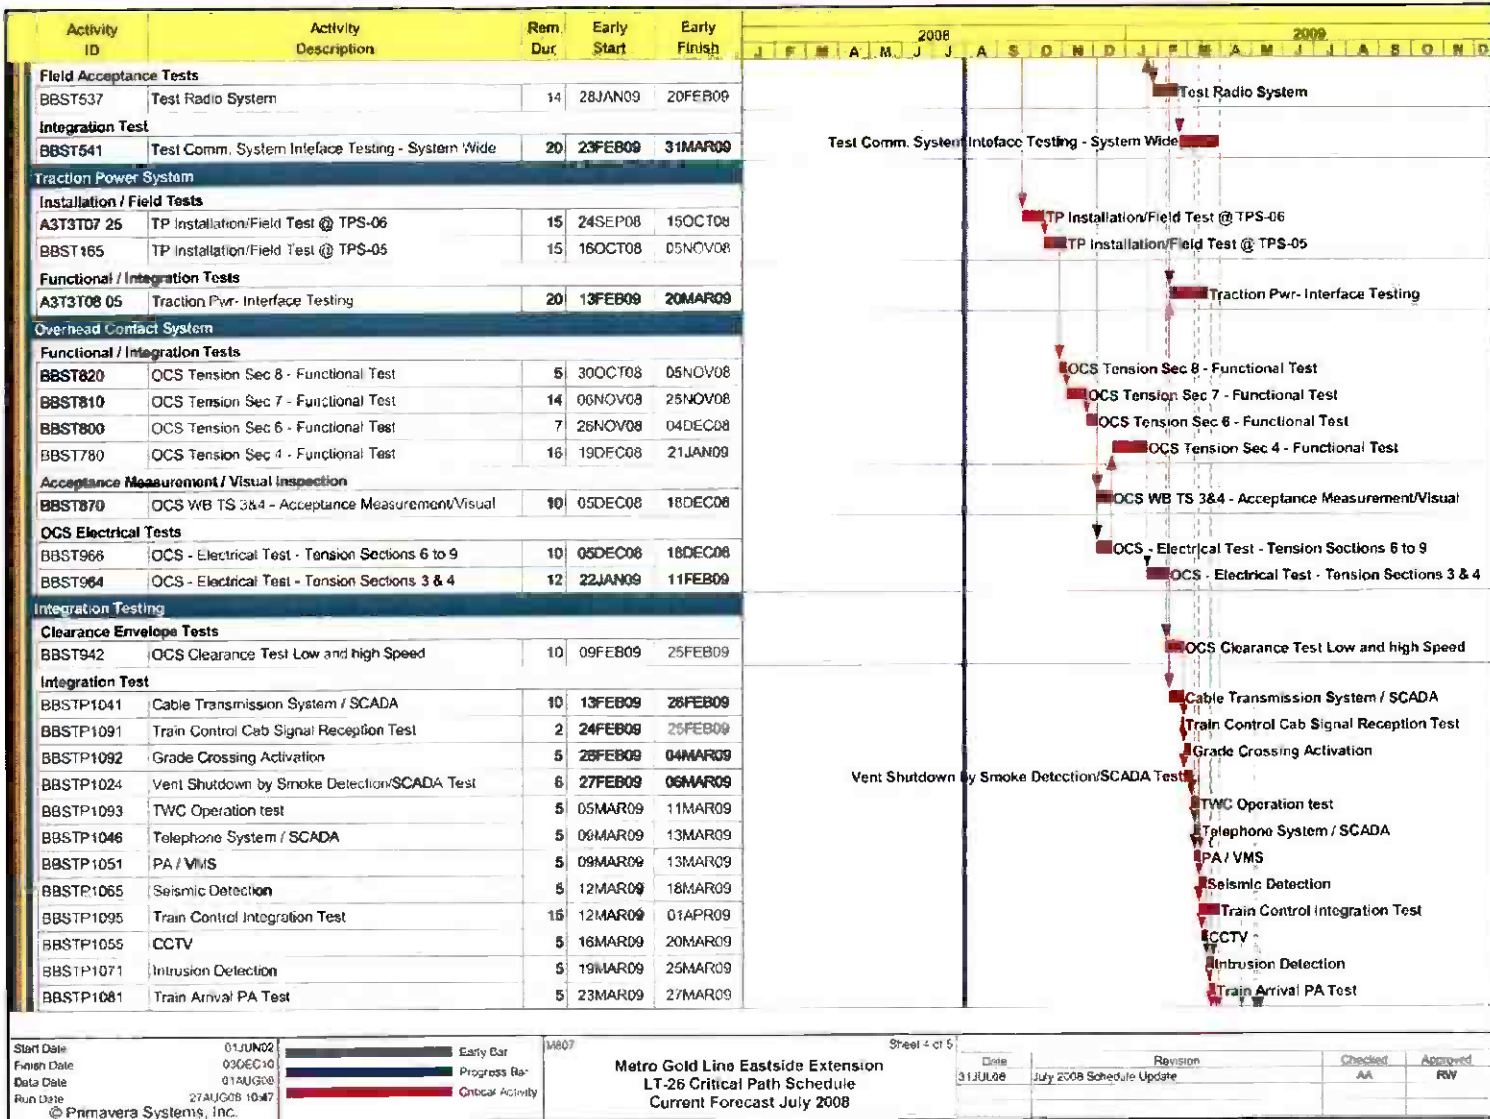 Activity ID Activity Description Rem Dur Early Start Early Finish 2008 2009
J F M A M J J A S O N D J F M A M J J A S O N D
Field Acceptance Tests
BBST537 Test Radio System 14 28JAN09 20FEB09 Test Radio System
Integration Test
BBST541 Test Comm. System Inteface Testing - System Wide 20 23FEB09 31MAR09 Test Comm. System Inteface Testing - System Wide
Traction Power System
Installation / Field Tests
A3T3T07 25 TP Installation/Field Test @ TPS-06 15 24SEP08 15OCT08 TP Installation/Field Test @ TPS-06
BBST165 TP Installation/Field Test @ TPS-05 15 16OCT08 05NOV08 TP Installation/Field Test @ TPS-05
Functional / Integration Tests
A3T3T08 05 Traction Pwr- Interface Testing 20 13FEB09 20MAR09 Traction Pwr- Interface Testing
Overhead Contact System
Functional / Integration Tests
BBST820 OCS Tension Sec 8 - Functional Test 5 30OCT08 05NOV08 OCS Tension Sec 8 - Functional Test
BBST810 OCS Tension Sec 7 - Functional Test 14 06NOV08 25NOV08 OCS Tension Sec 7 - Functional Test
BBST800 OCS Tension Sec 6 - Functional Test 7 26NOV08 04DEC08 OCS Tension Sec 6 - Functional Test
BBST780 OCS Tension Sec 4 - Functional Test 16 19DEC08 21JAN09 OCS Tension Sec 4 - Functional Test
Acceptance Measurement / Visual Inspection
BBST870 OCS WB TS 3&4 - Acceptance Measurement/Visual 10 05DEC08 18DEC08 OCS WB TS 3&4 - Acceptance Measurement/Visual
OCS Electrical Tests
BBST966 OCS - Electrical Test - Tension Sections 6 to 9 10 05DEC08 18DEC08 OCS - Electrical Test - Tension Sections 6 to 9
BBST964 OCS - Electrical Test - Tension Sections 3 & 4 12 22JAN09 11FEB09 OCS - Electrical Test - Tension Sections 3 & 4
Integration Testing
Clearance Envelope Tests
BBST942 OCS Clearance Test Low and high Speed 10 09FEB09 25FEB09 OCS Clearance Test Low and high Speed
Integration Test
BBSTP1041 Cable Transmission System / SCADA 10 13FEB09 26FEB09 Cable Transmission System / SCADA
BBSTP1091 Train Control Cab Signal Reception Test 2 24FEB09 25FEB09 Train Control Cab Signal Reception Test
BBSTP1092 Grade Crossing Activation 5 26FEB09 04MAR09 Grade Crossing Activation
BBSTP1024 Vent Shutdown by Smoke Detection/SCADA Test 6 27FEB09 06MAR09 Vent Shutdown by Smoke Detection/SCADA Test
BBSTP1093 TWC Operation test 5 05MAR09 11MAR09 TWC Operation test
BBSTP1046 Telephone System / SCADA 5 09MAR09 13MAR09 Telephone System / SCADA
BBSTP1051 PA / VMS 5 09MAR09 13MAR09 PA / VMS
BBSTP1065 Seismic Detection 5 12MAR09 18MAR09 Seismic Detection
BBSTP1095 Train Control Integration Test 15 12MAR09 01APR09 Train Control Integration Test
BBSTP1055 CCTV 5 16MAR09 20MAR09 CCTV
BBSTP1071 Intrusion Detection 5 19MAR09 25MAR09 Intrusion Detection
BBSTP1081 Train Arrival PA Test 5 23MAR09 27MAR09 Train Arrival PA Test
Start Date 01JUN02 Early Bar M807 Sheet 4 of 5
Finish Date 03DEC10 Progress Bar Metro Gold Line Eastside Extension Date Revision Checked Approved
Data Date 01AUG08 Critical Activity LT-26 Critical Path Schedule 31JUL08 July 2008 Schedule Update AA RW
Run Date 27AUG08 10:47 Current Forecast July 2008
© Primavera Systems, Inc.